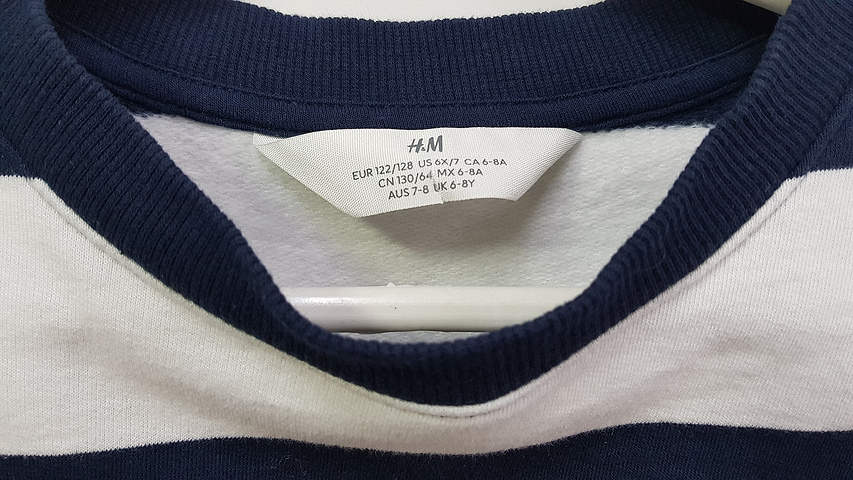 H&M
EUR 122/128 US 6X/7 CA 6-8A
CN 130/64 MX 6-8A
AUS 7-8 UK 6-8Y